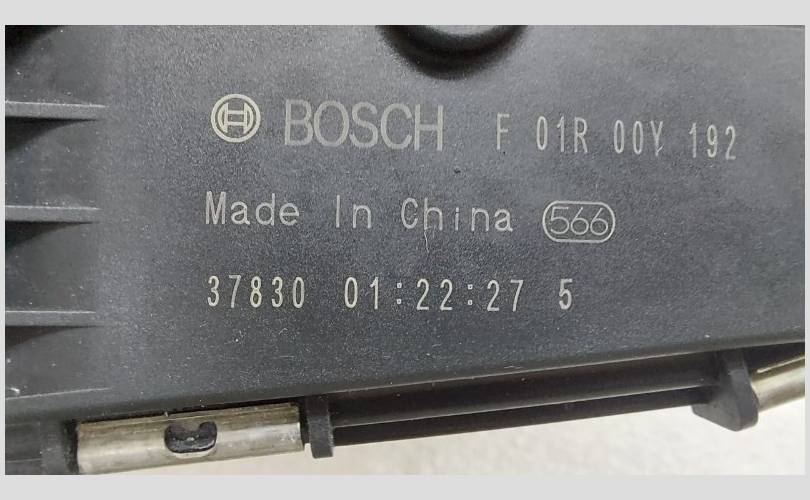 BOSCH F 01R 00Y 192
Made In China 566
37830 01:22:27 5